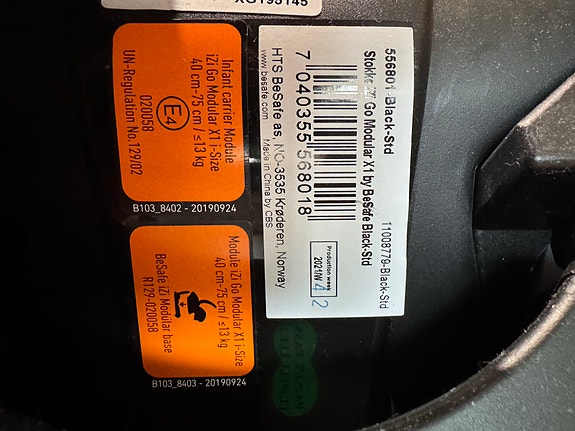 XG195145
Infant carrier Module
iZi Go Modular X1 i-Size
40 cm-75 cm / ≤13 kg
E4
020058
UN-Regulation No.129/02
B103_8402 - 20190924
Module iZi Go Modular X1 i-Size
40 cm-75 cm / ≤13 kg
BeSafe iZi Modular base
R129-020058
B103_8403 - 20190924
556801-Black-Std
11008779-Black-Std
Stokke iZi Go Modular X1 by BeSafe Black-Std
7 040355 568018
Production week
2021/W 42
HTS BeSafe as, NO-3535 Krøderen, Norway
www.besafe.com
Made in China by CBS